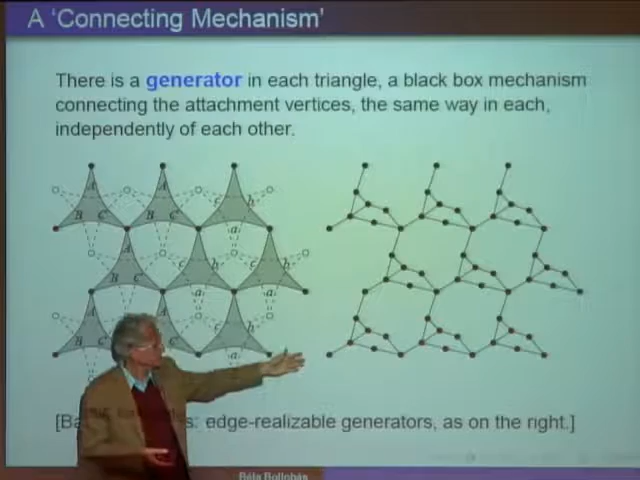 A 'Connecting Mechanism'
There is a generator in each triangle, a black box mechanism
connecting the attachment vertices, the same way in each,
independently of each other.
A A c b
B C B C a
A c b c b
B C a a
A A c b
B C C a
edge-realizable generators, as on the right.]
Béla Bollobás